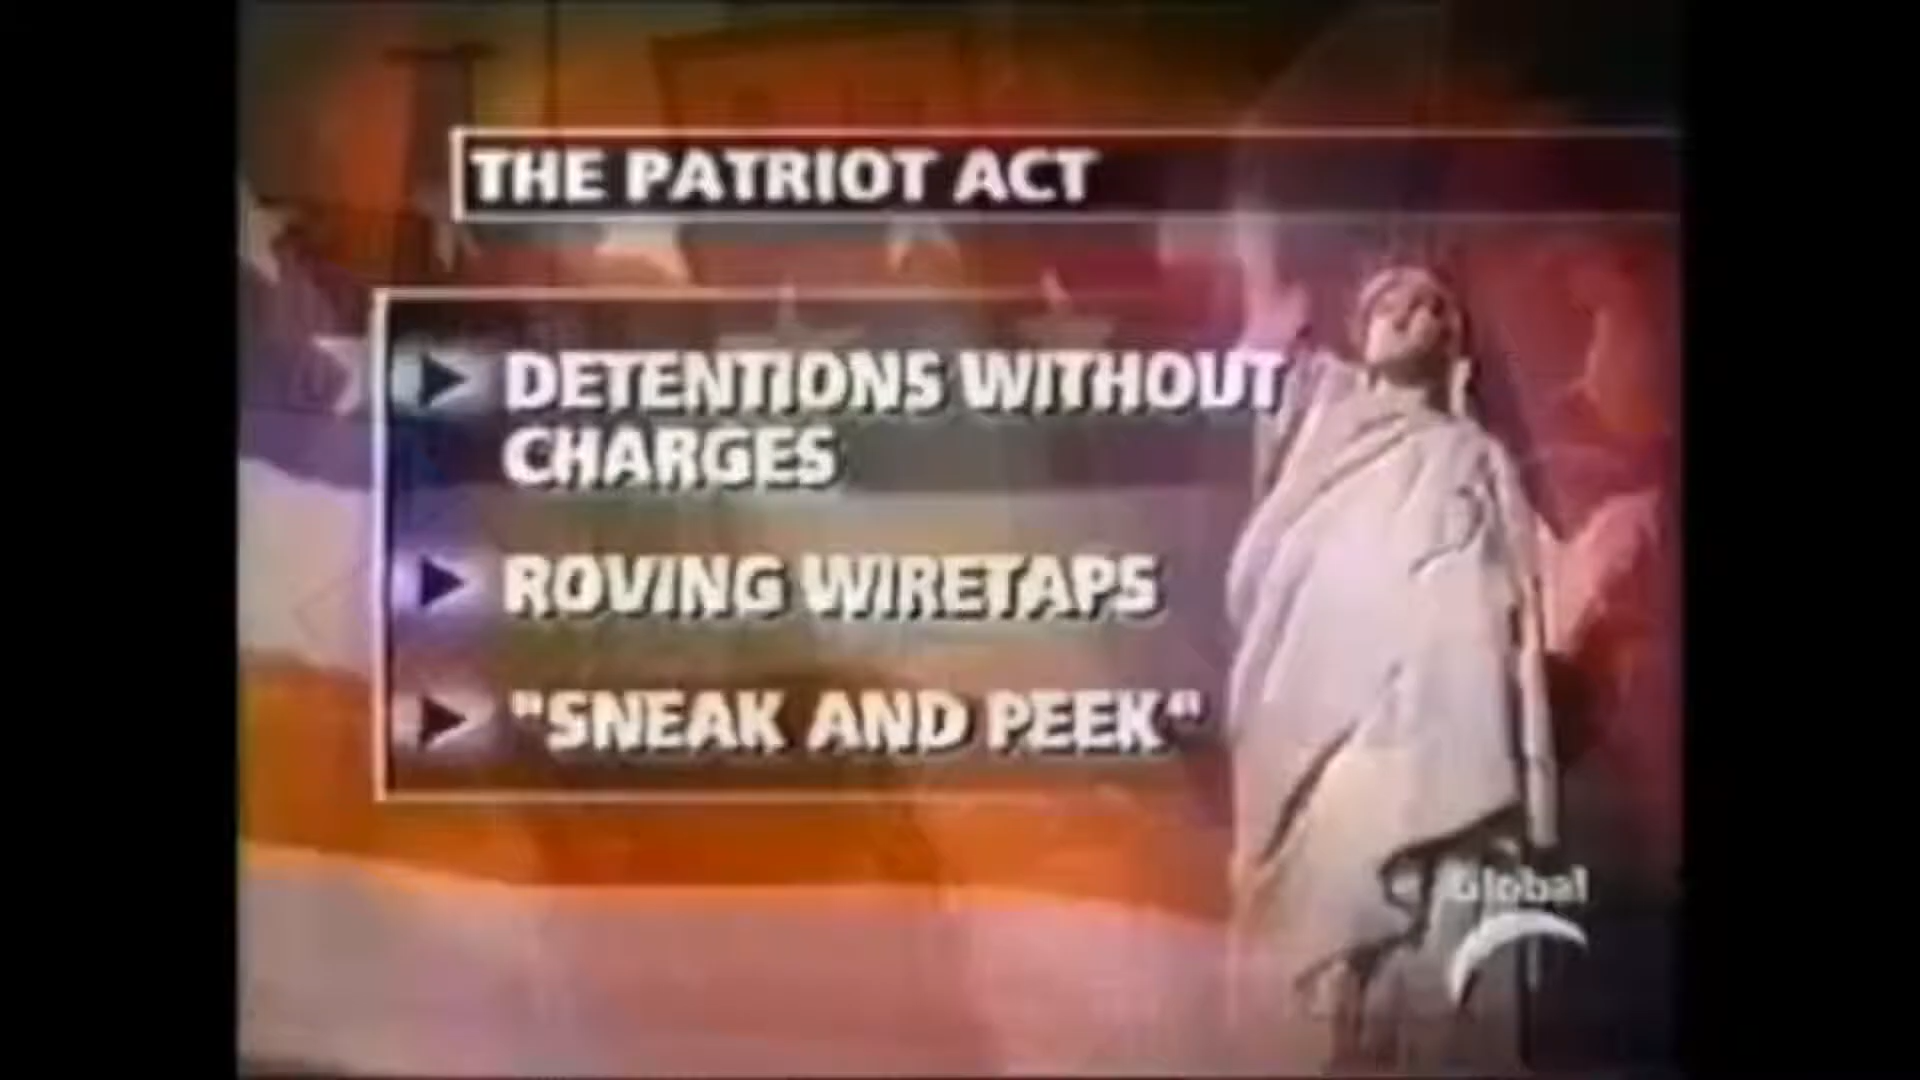 THE PATRIOT ACT
DETENTIONS WITHOUT
CHARGES
ROVING WIRETAPS
"SNEAK AND PEEK"
Global